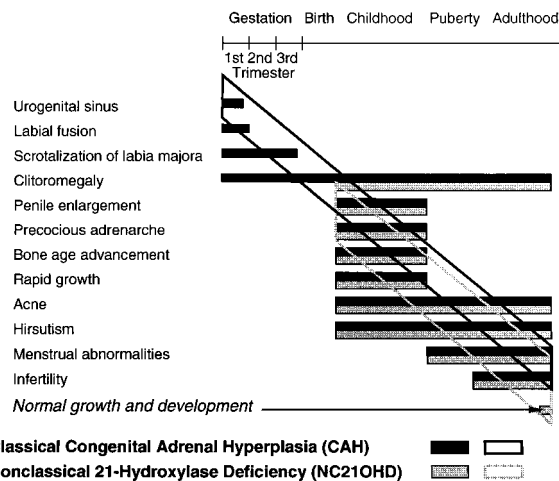 Gestation Birth Childhood Puberty Adulthood
1st 2nd 3rd
Trimester
Urogenital sinus
Labial fusion
Scrotalization of labia majora
Clitoromegaly
Penile enlargement
Precocious adrenarche
Bone age advancement
Rapid growth
Acne
Hirsutism
Menstrual abnormalities
Infertility
Normal growth and development
lassical Congenital Adrenal Hyperplasia (CAH)
onclassical 21-Hydroxylase Deficiency (NC21OHD)